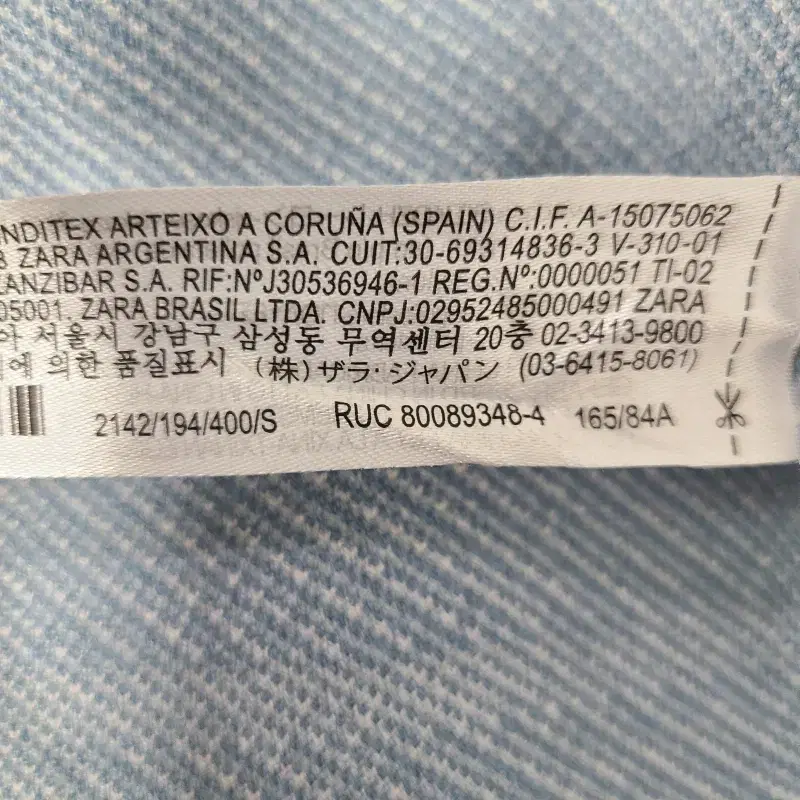 NDITEX ARTEIXO A CORUÑA (SPAIN) C.I.F. A-15075062
ZARA ARGENTINA S.A. CUIT:30-69314836-3 V-310-01
ANZIBAR S.A. RIF:NºJ30536946-1 REG.Nº:0000051 TI-02
05001. ZARA BRASIL LTDA. CNPJ:02952485000491 ZARA
아 서울시 강남구 삼성동 무역센터 20층 02-3413-9800
에 의한 품질표시 (株)ザラ・ジャパン (03-6415-8061)
2142/194/400/S RUC 80089348-4 165/84A